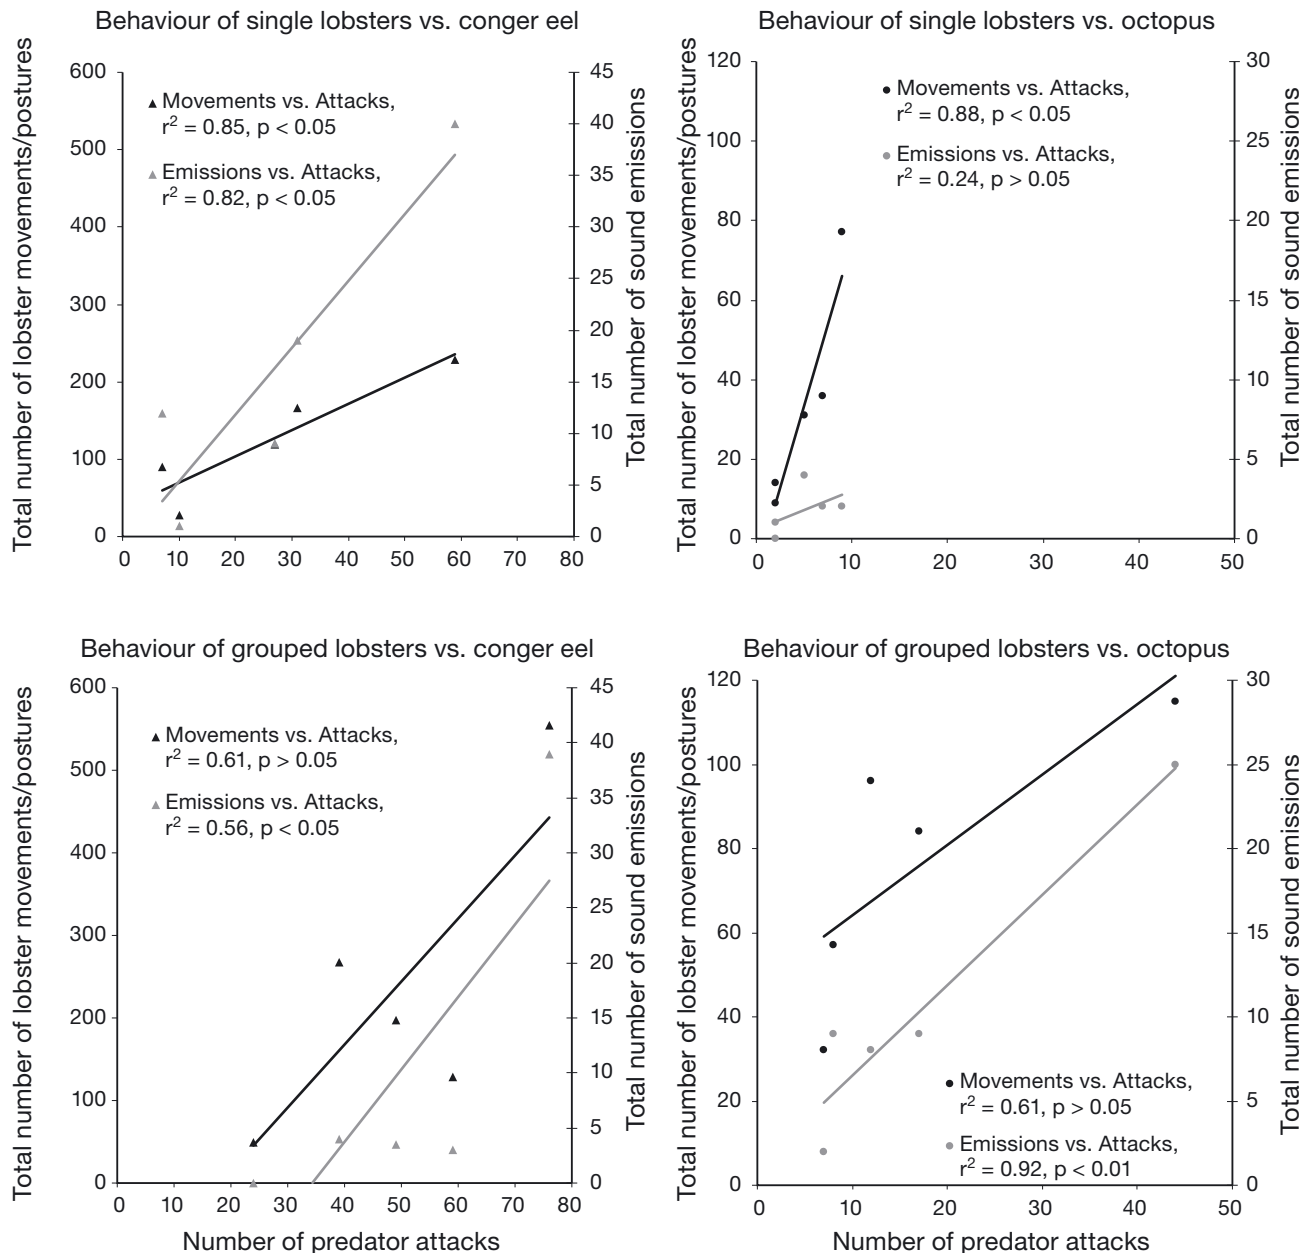 Behaviour of single lobsters vs. conger eel
Total number of lobster movements/postures
600
500
400
300
200
100
0
Movements vs. Attacks,
r² = 0.85, p < 0.05
Emissions vs. Attacks,
r² = 0.82, p < 0.05
45
40
35
30
25
20
15
10
5
0
Total number of sound emissions
0 10 20 30 40 50 60 70 80
Behaviour of single lobsters vs. octopus
Total number of lobster movements/postures
120
100
80
60
40
20
0
Movements vs. Attacks,
r² = 0.88, p < 0.05
Emissions vs. Attacks,
r² = 0.24, p > 0.05
30
25
20
15
10
5
0
Total number of sound emissions
0 10 20 30 40 50
Behaviour of grouped lobsters vs. conger eel
Total number of lobster movements/postures
600
500
400
300
200
100
0
Movements vs. Attacks,
r² = 0.61, p > 0.05
Emissions vs. Attacks,
r² = 0.56, p < 0.05
45
40
35
30
25
20
15
10
5
0
Total number of sound emissions
0 10 20 30 40 50 60 70 80
Number of predator attacks
Behaviour of grouped lobsters vs. octopus
Total number of lobster movements/postures
120
100
80
60
40
20
0
Movements vs. Attacks,
r² = 0.61, p > 0.05
Emissions vs. Attacks,
r² = 0.92, p < 0.01
30
25
20
15
10
5
0
Total number of sound emissions
0 10 20 30 40 50
Number of predator attacks